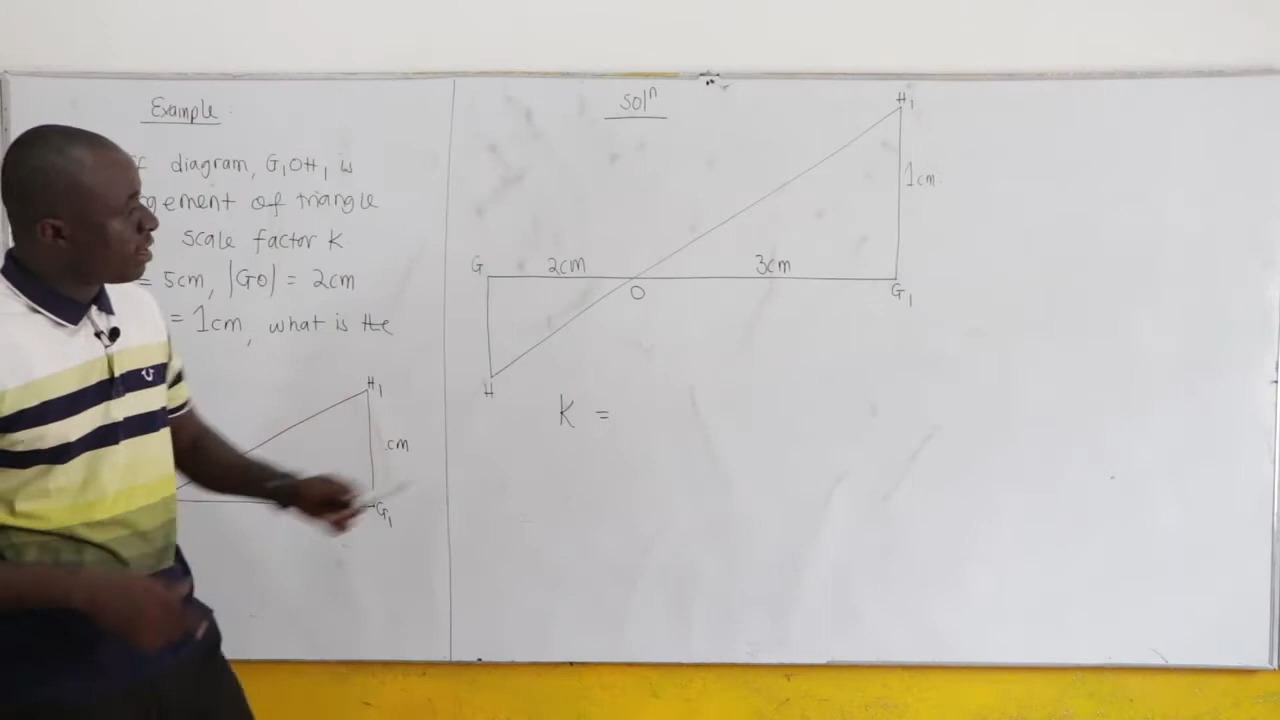 Example:
diagram, G₁OH₁ is
gement of triangle
scale factor K
= 5cm, |GO| = 2cm
= 1cm, what is the
H₁
cm
G₁
solⁿ
H₁
1cm
G 2cm 3cm
O G₁
H
K =